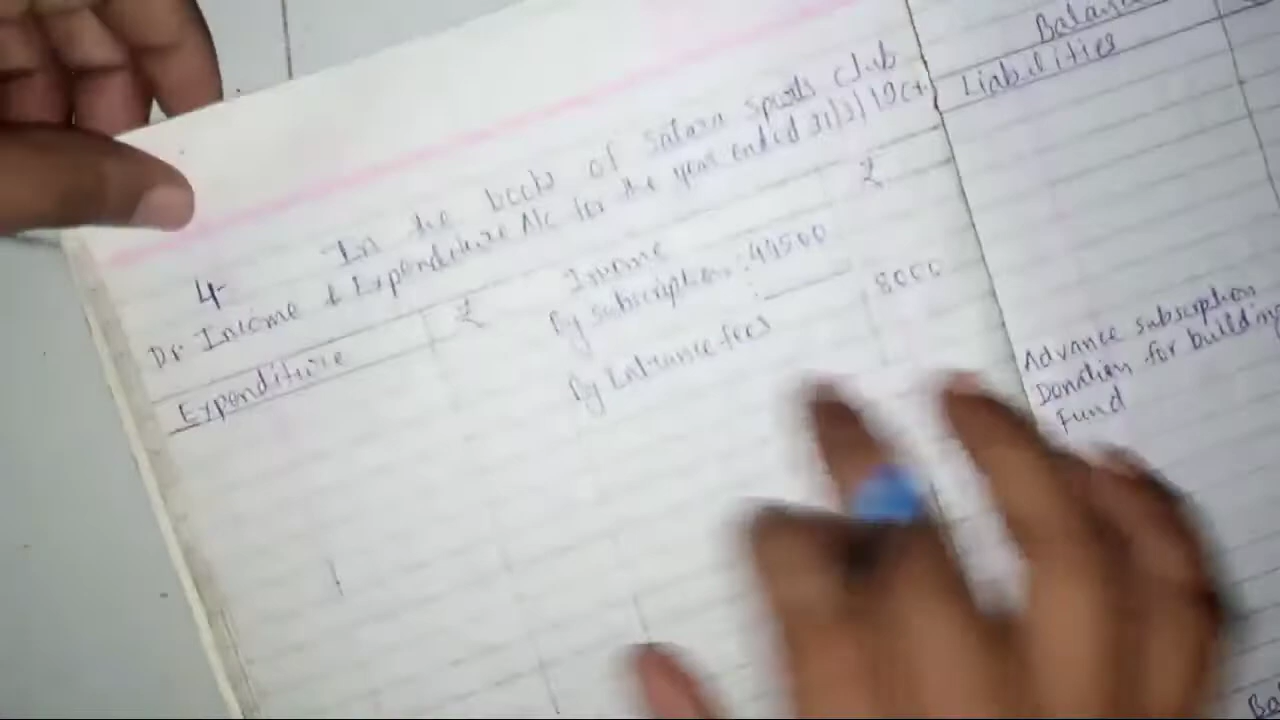 4
In the books of satara sports club
Dr. Income & Expenditure A/c for the year ended 31/3/19
Expenditure ₹ Income ₹
By subscription : 44500
By Entrance fees 8000
Liabilities
Advance subscription
Donation for building
Fund